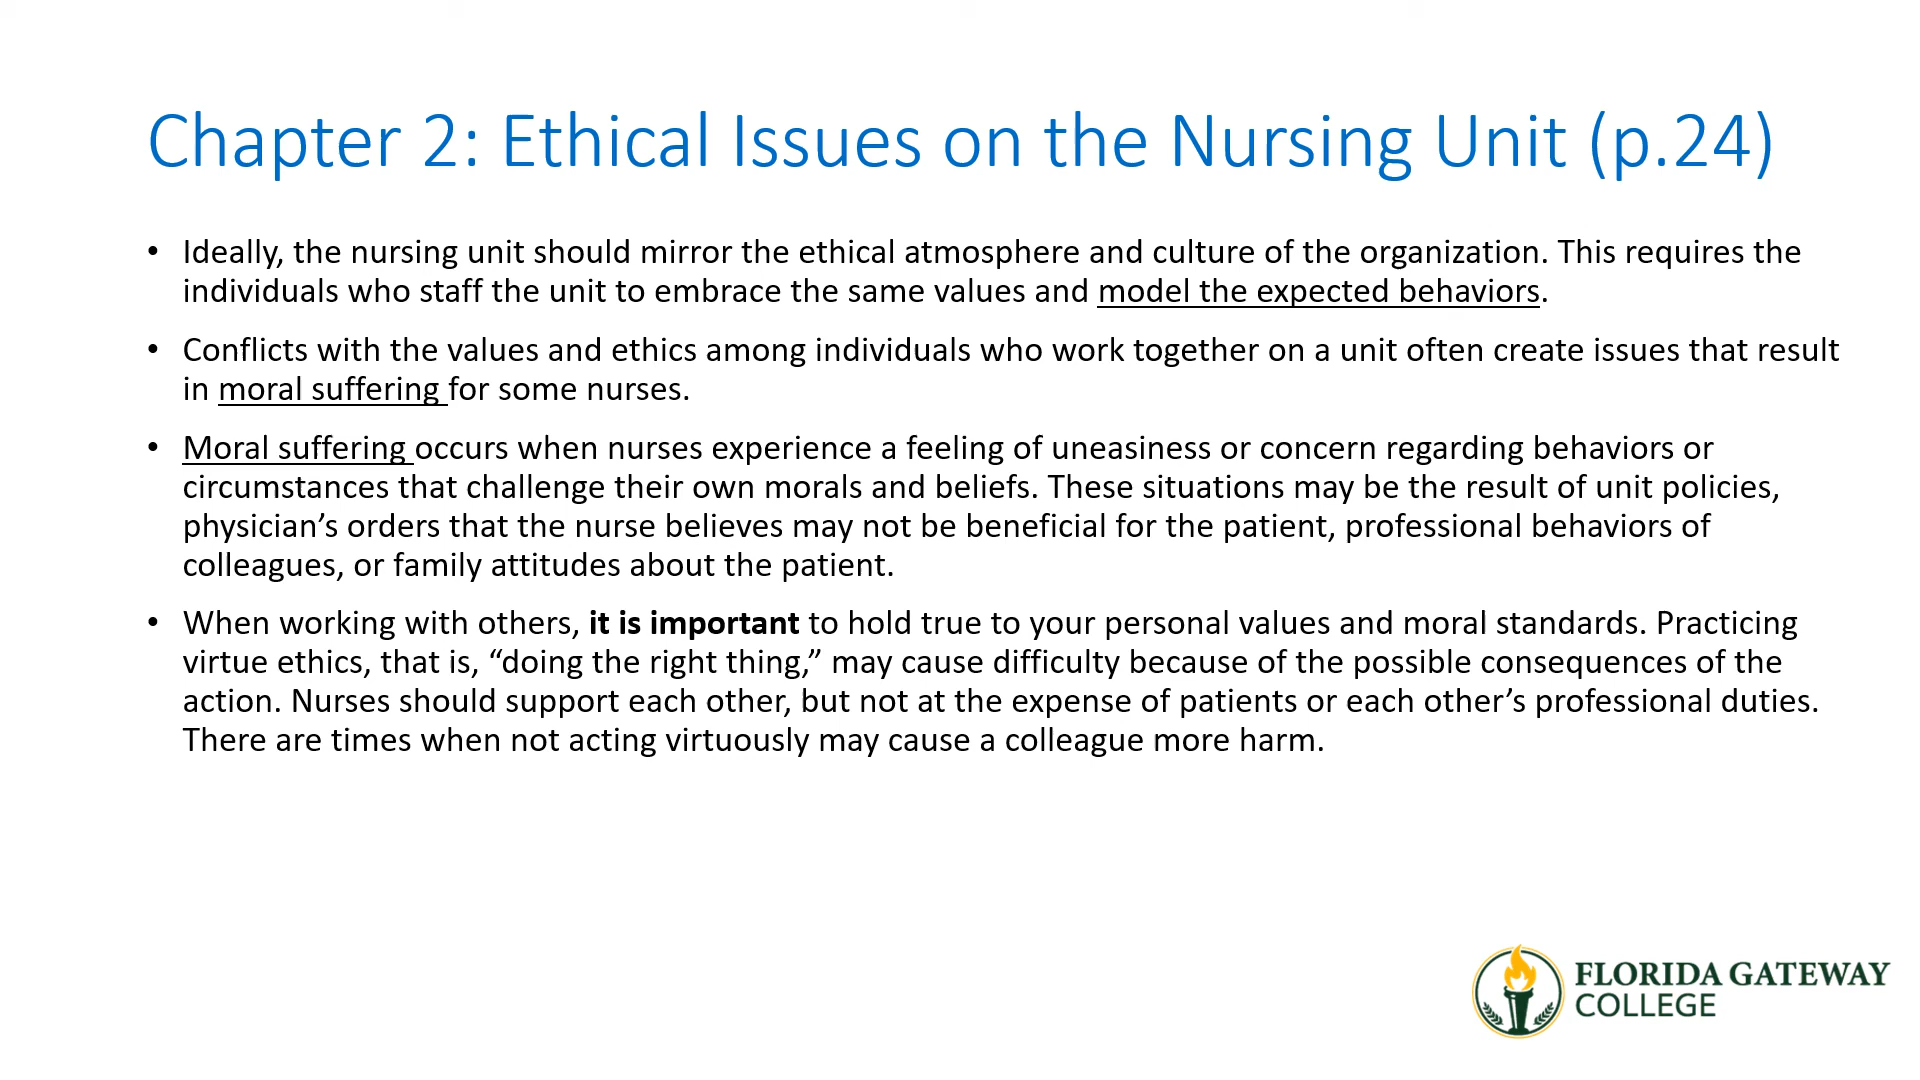 Chapter 2: Ethical Issues on the Nursing Unit (p.24)
• Ideally, the nursing unit should mirror the ethical atmosphere and culture of the organization. This requires the
individuals who staff the unit to embrace the same values and model the expected behaviors.
• Conflicts with the values and ethics among individuals who work together on a unit often create issues that result
in moral suffering for some nurses.
• Moral suffering occurs when nurses experience a feeling of uneasiness or concern regarding behaviors or
circumstances that challenge their own morals and beliefs. These situations may be the result of unit policies,
physician’s orders that the nurse believes may not be beneficial for the patient, professional behaviors of
colleagues, or family attitudes about the patient.
• When working with others, it is important to hold true to your personal values and moral standards. Practicing
virtue ethics, that is, “doing the right thing,” may cause difficulty because of the possible consequences of the
action. Nurses should support each other, but not at the expense of patients or each other’s professional duties.
There are times when not acting virtuously may cause a colleague more harm.
FLORIDA GATEWAY
COLLEGE